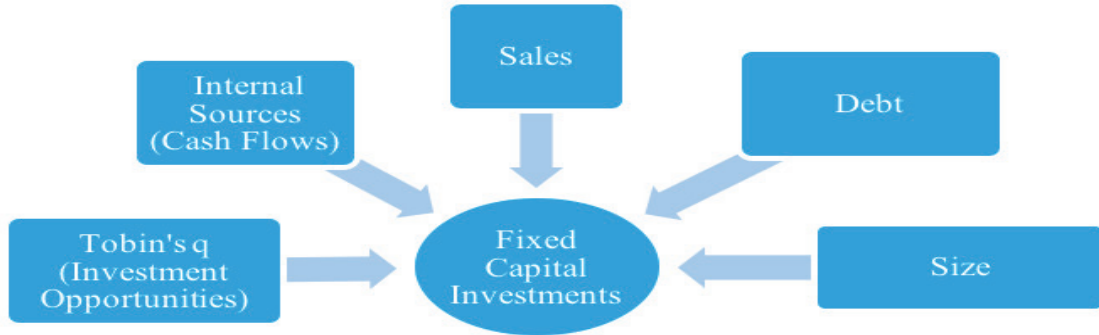 Sales
Internal
Sources
(Cash Flows)
Debt
Tobin's q
(Investment
Opportunities)
Fixed
Capital
Investments
Size